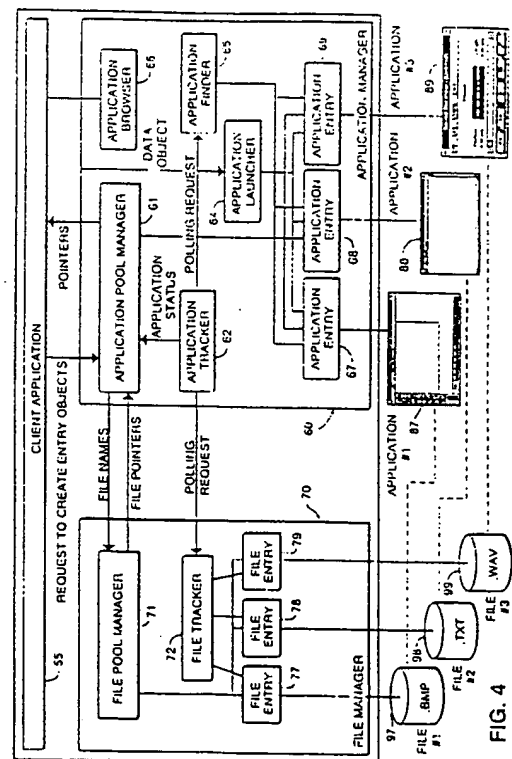 CLIENT APPLICATION
55
REQUEST TO CREATE ENTRY OBJECTS
POINTERS
FILE NAMES
FILE POINTERS
POLLING
REQUEST
FILE POOL MANAGER
71
FILE TRACKER
72
FILE ENTRY
77
FILE ENTRY
78
FILE ENTRY
79
FILE MANAGER
70
APPLICATION POOL MANAGER
61
APPLICATION
STATUS
APPLICATION
TRACKER
62
POLLING REQUEST
DATA
OBJECT
APPLICATION
BROWSER
66
APPLICATION
FINDER
65
APPLICATION
LAUNCHER
64
APPLICATION
ENTRY
67
APPLICATION
ENTRY
68
APPLICATION
ENTRY
69
APPLICATION MANAGER
60
APPLICATION
#1
87
APPLICATION
#2
APPLICATION
#3
89
97
.BMP
FILE
#1
98
.TXT
FILE
#2
99
.WAV
FILE
#3
FIG. 4